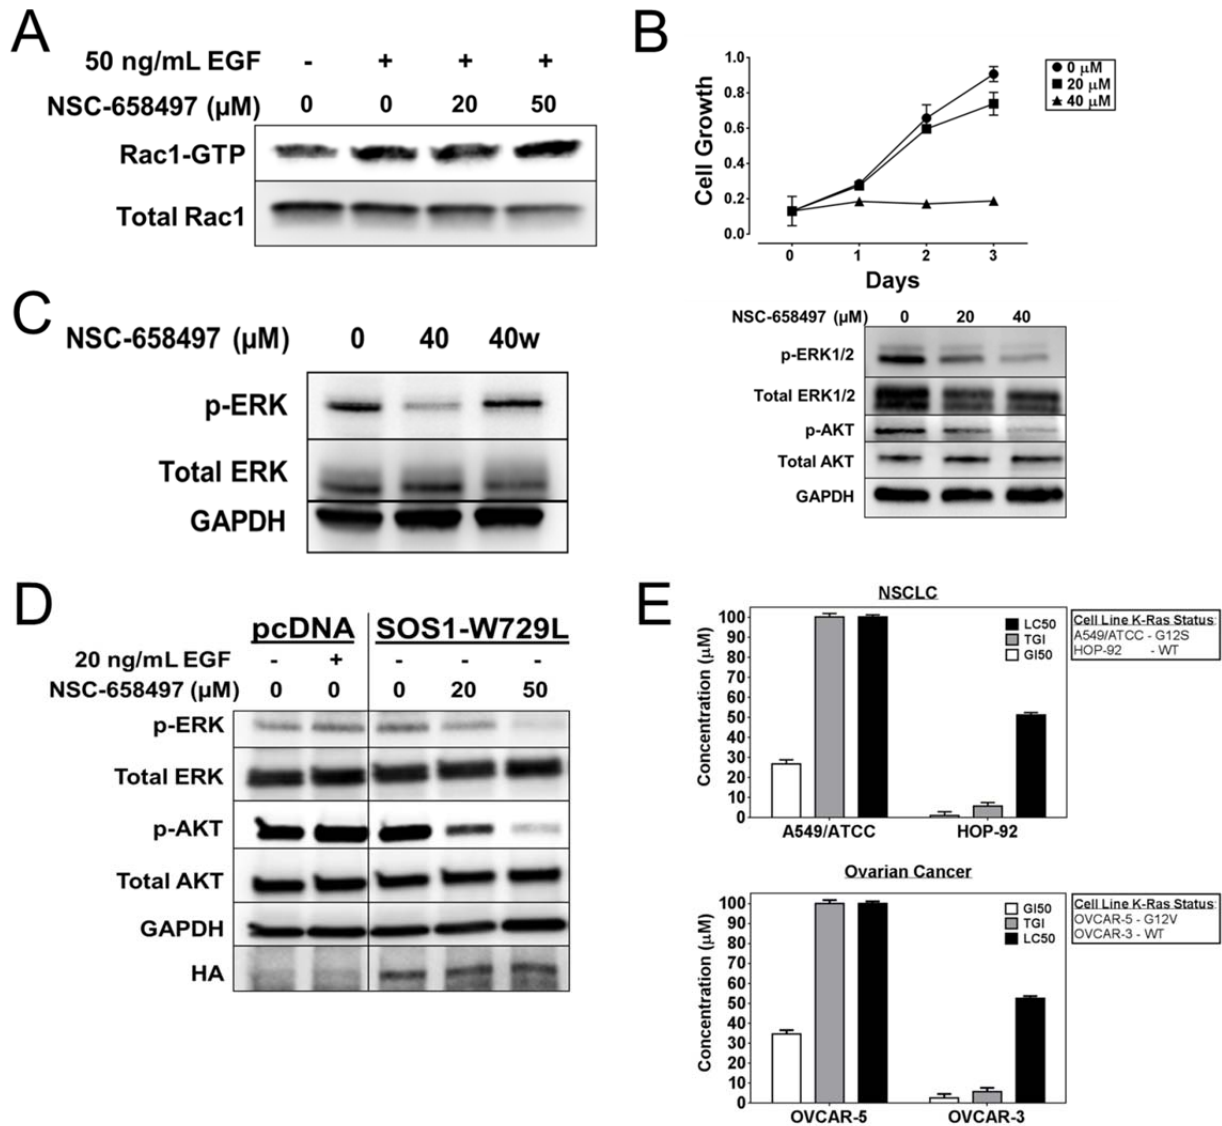 A
50 ng/mL EGF - + + +
NSC-658497 (µM) 0 0 20 50
Rac1-GTP
Total Rac1
B
1.0
0.8
0.6
0.4
0.2
0.0
Cell Growth
0 1 2 3
Days
0 µM
20 µM
40 µM
NSC-658497 (µM) 0 20 40
p-ERK1/2
Total ERK1/2
p-AKT
Total AKT
GAPDH
C
NSC-658497 (µM) 0 40 40w
p-ERK
Total ERK
GAPDH
D
pcDNA SOS1-W729L
20 ng/mL EGF - + - - -
NSC-658497 (µM) 0 0 0 20 50
p-ERK
Total ERK
p-AKT
Total AKT
GAPDH
HA
E
NSCLC
Concentration (µM)
100
90
80
70
60
50
40
30
20
10
0
A549/ATCC HOP-92
LC50
TGI
GI50
Cell Line K-Ras Status:
A549/ATCC - G12S
HOP-92 - WT
Ovarian Cancer
Concentration (µM)
100
90
80
70
60
50
40
30
20
10
0
OVCAR-5 OVCAR-3
GI50
TGI
LC50
Cell Line K-Ras Status:
OVCAR-5 - G12V
OVCAR-3 - WT